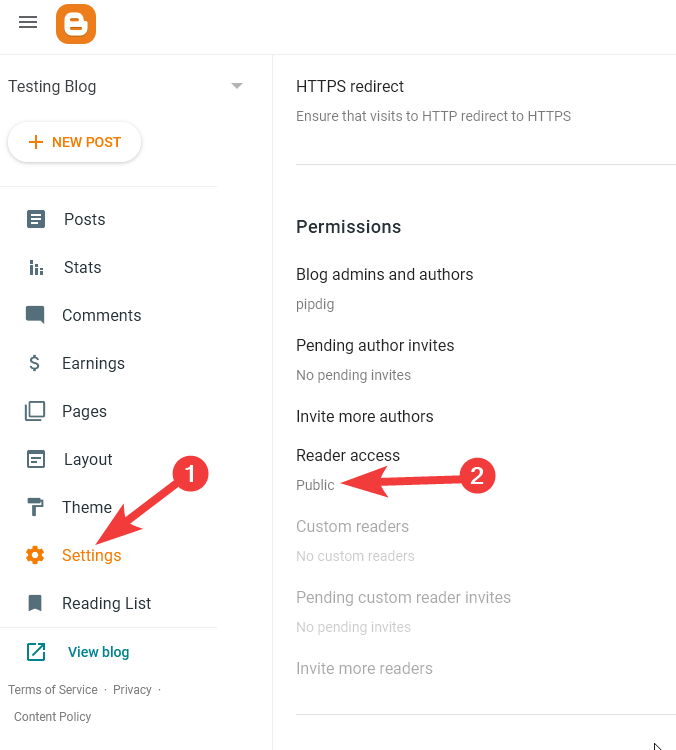 Testing Blog
NEW POST
Posts
Stats
Comments
Earnings
Pages
Layout
Theme
Settings
Reading List
View blog
Terms of Service · Privacy ·
Content Policy
HTTPS redirect
Ensure that visits to HTTP redirect to HTTPS
Permissions
Blog admins and authors
pipdig
Pending author invites
No pending invites
Invite more authors
Reader access
Public
Custom readers
No custom readers
Pending custom reader invites
No pending invites
Invite more readers
1
2